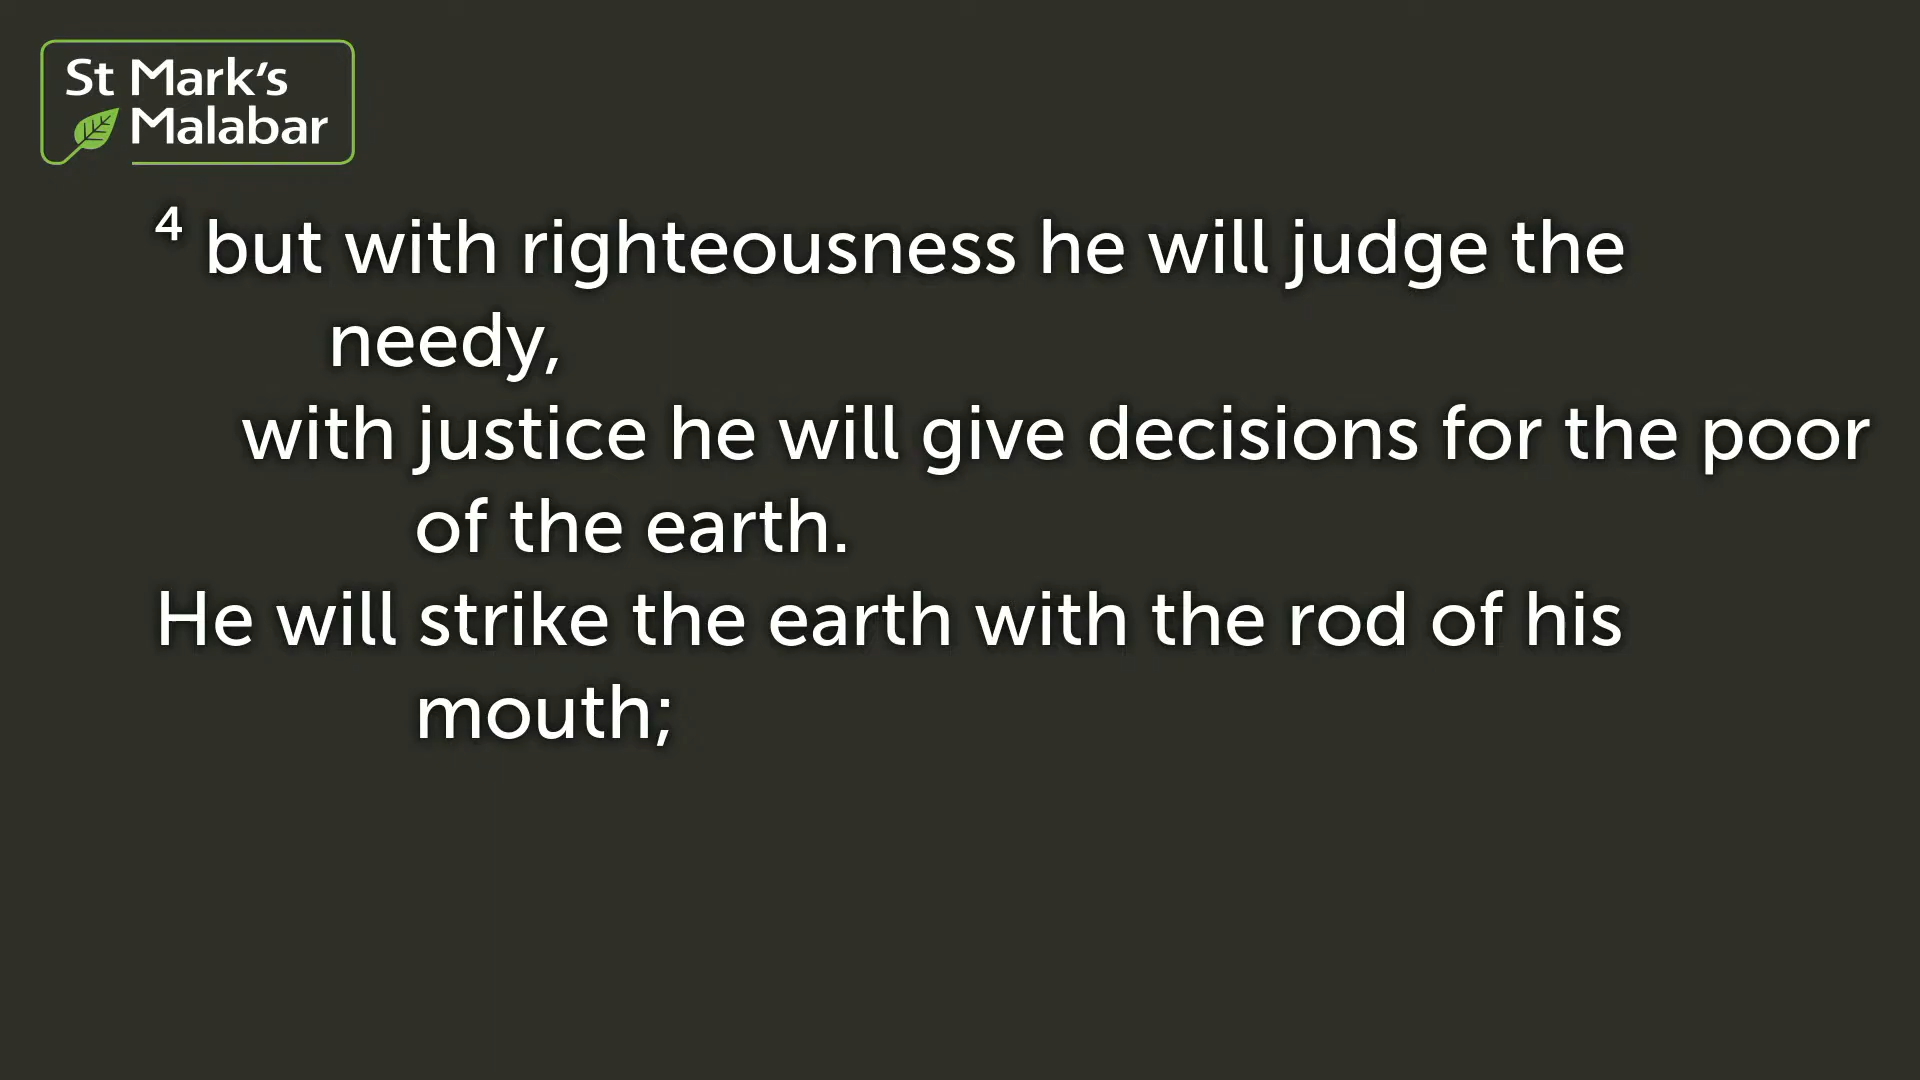 St Mark's
Malabar
4 but with righteousness he will judge the
needy,
with justice he will give decisions for the poor
of the earth.
He will strike the earth with the rod of his
mouth;